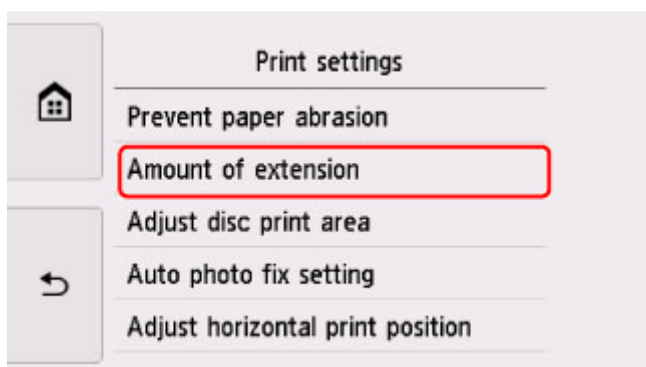 Print settings
Prevent paper abrasion
Amount of extension
Adjust disc print area
Auto photo fix setting
Adjust horizontal print position